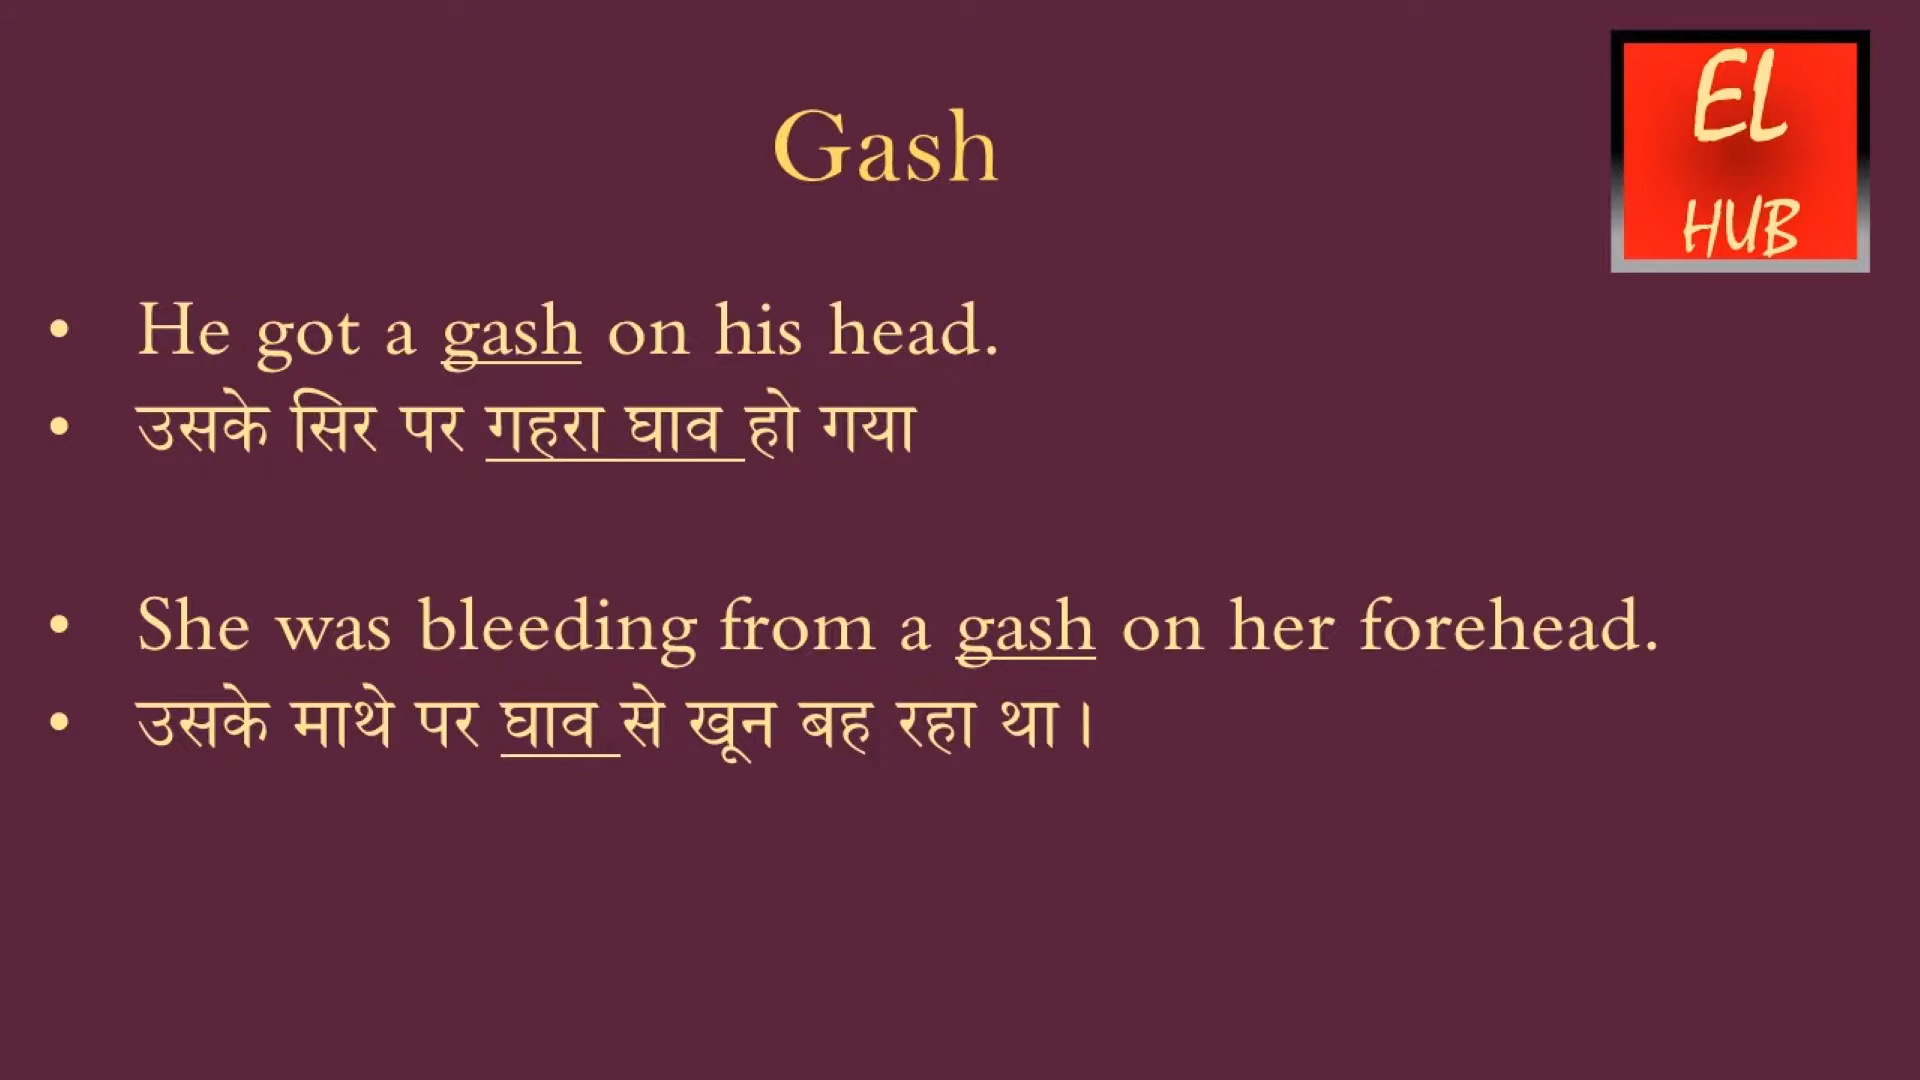 EL
HUB
Gash
• He got a gash on his head.
• उसके सिर पर गहरा घाव हो गया
• She was bleeding from a gash on her forehead.
• उसके माथे पर घाव से खून बह रहा था।